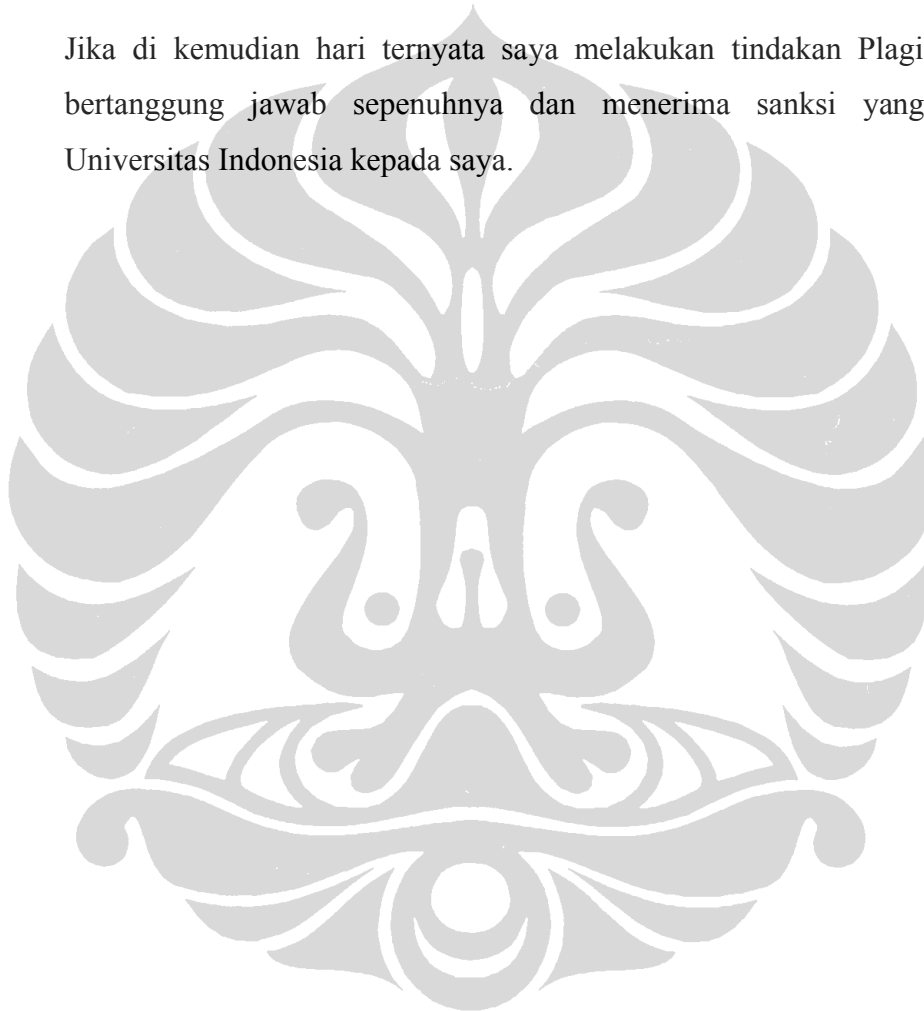 Jika di kemudian hari ternyata saya melakukan tindakan Plagi
bertanggung jawab sepenuhnya dan menerima sanksi yang
Universitas Indonesia kepada saya.